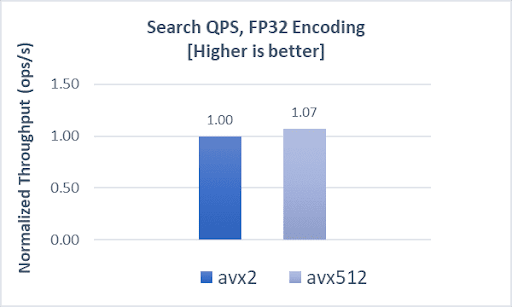 Search QPS, FP32 Encoding
[Higher is better]
Normalized Throughput (ops/s)
1.50
1.00
0.50
0.00
1.00
1.07
avx2
avx512